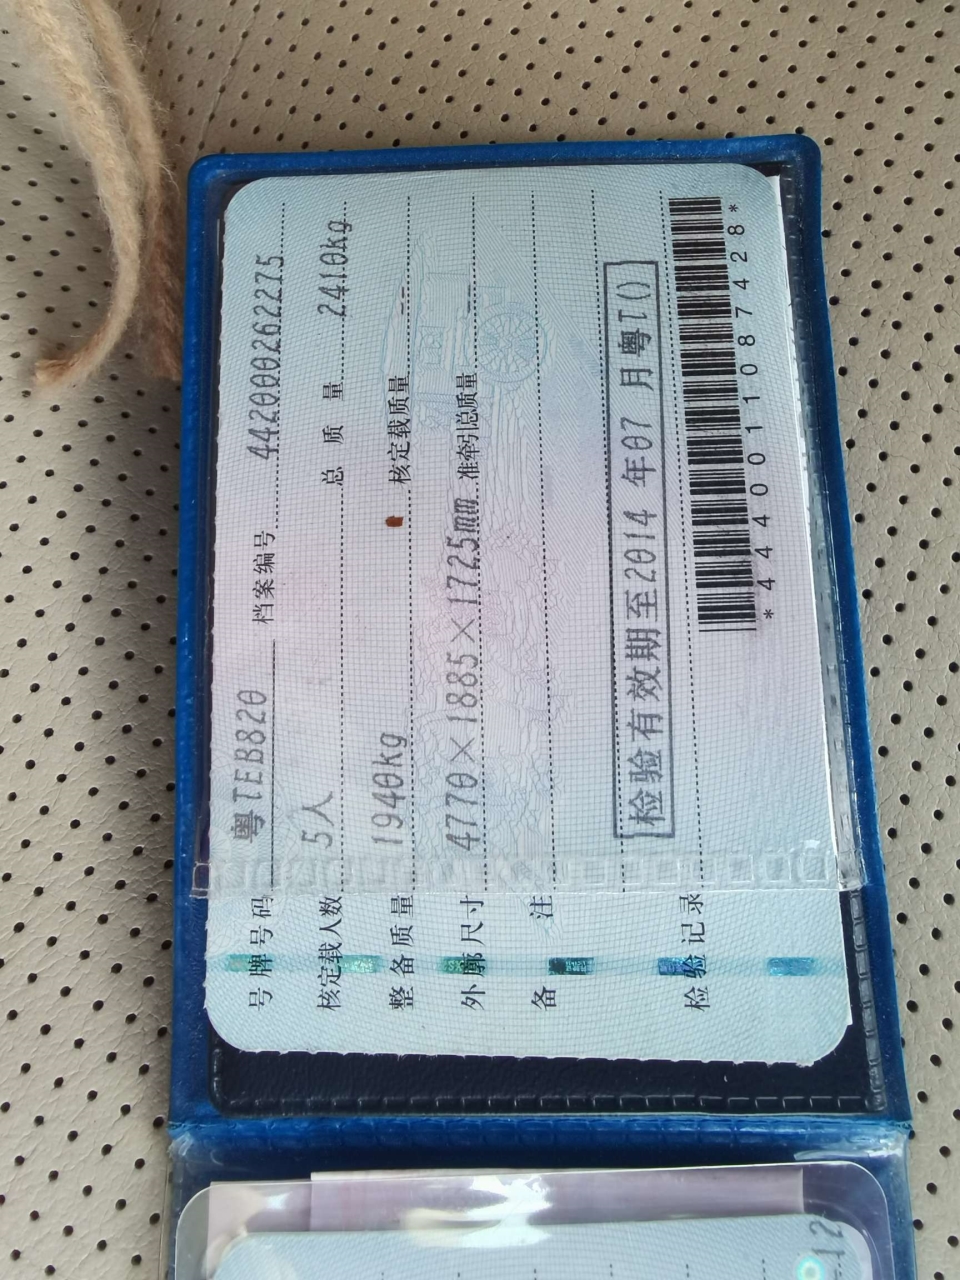 号牌号码 粤TEB820 档案编号 442000262275
核定载人数 5人 总质量 2410kg
整备质量 1940kg 核定载质量 --
外廓尺寸 4770×1885×1725mm 准牵引总质量 --
备注
检验有效期至2014年07月粤T()
检验记录
*4440011087428*
12